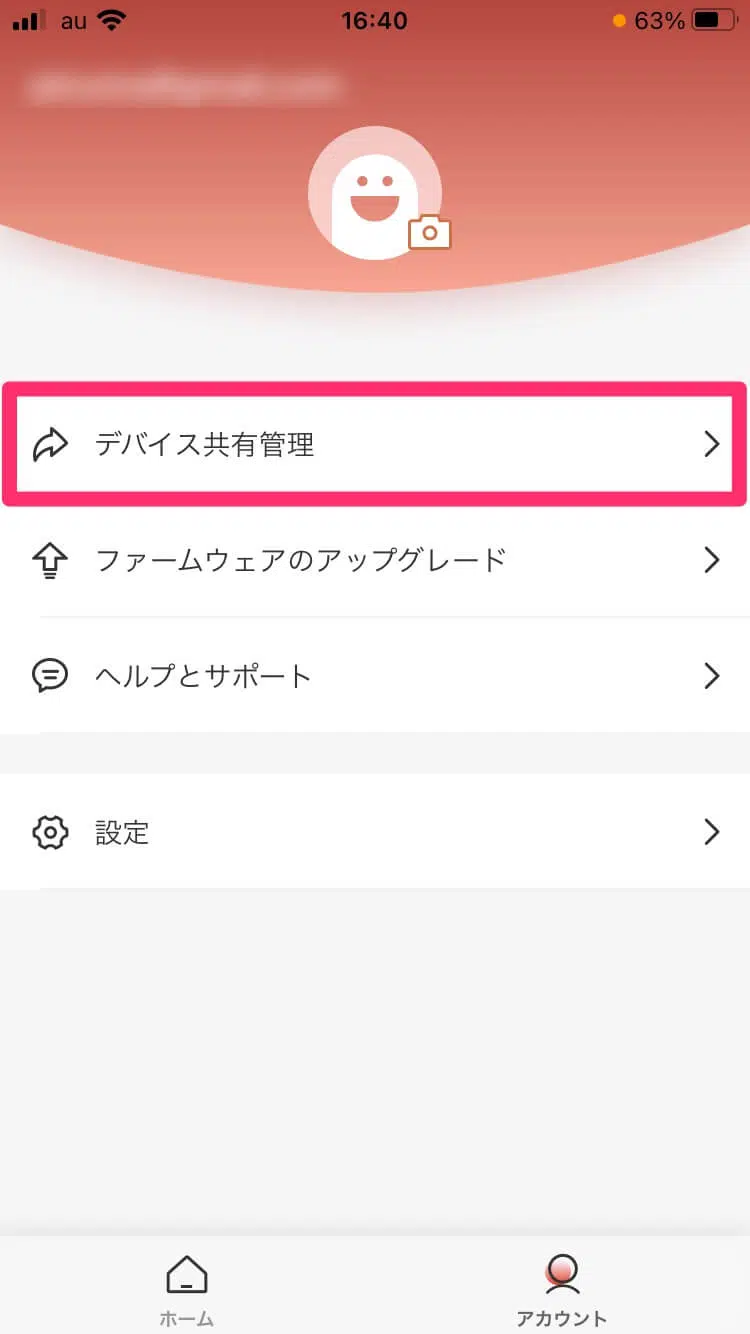 au 16:40 63%
デバイス共有管理
ファームウェアのアップグレード
ヘルプとサポート
設定
ホーム アカウント